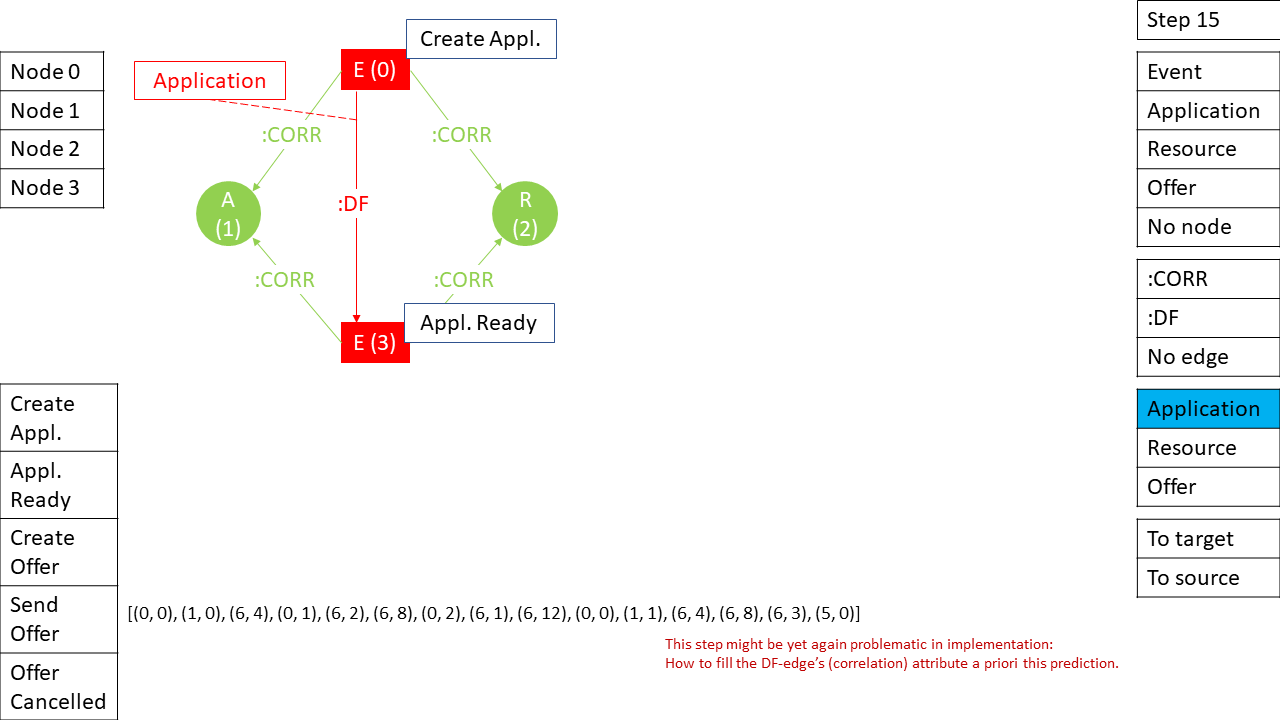 Step 15
Create Appl.
E (0)
Node 0
Node 1
Node 2
Node 3
Application
:CORR
:CORR
A
(1)
:DF
R
(2)
:CORR
:CORR
Appl. Ready
E (3)
Event
Application
Resource
Offer
No node
:CORR
:DF
No edge
Application
Resource
Offer
To target
To source
Create
Appl.
Appl.
Ready
Create
Offer
Send
Offer
Offer
Cancelled
[(0, 0), (1, 0), (6, 4), (0, 1), (6, 2), (6, 8), (0, 2), (6, 1), (6, 12), (0, 0), (1, 1), (6, 4), (6, 8), (6, 3), (5, 0)]
This step might be yet again problematic in implementation:
How to fill the DF-edge’s (correlation) attribute a priori this prediction.